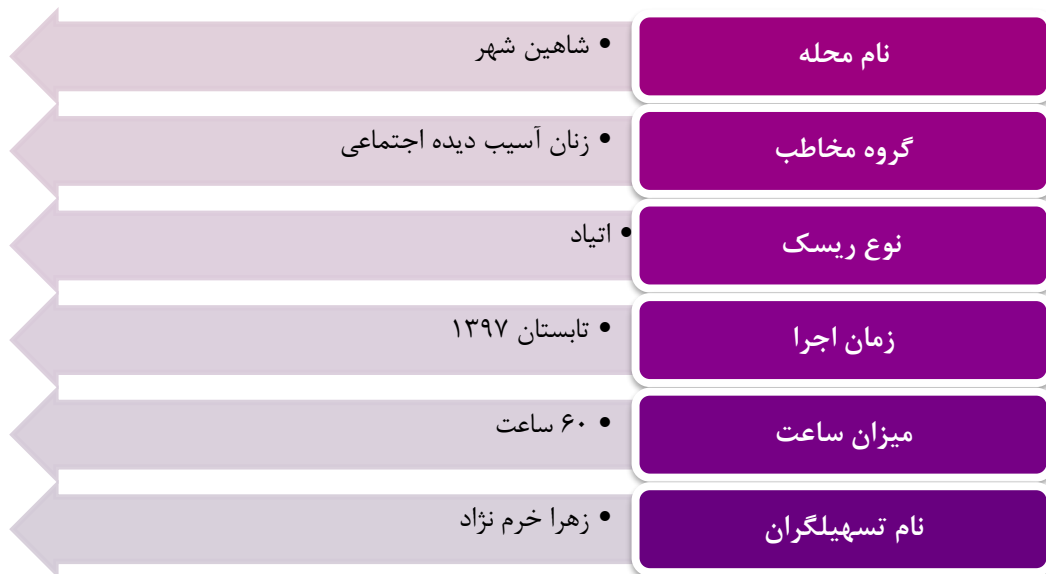 نام محله
• شاهین شهر
گروه مخاطب
• زنان آسیب دیده اجتماعی
نوع ریسک
• اتیاد
زمان اجرا
• تابستان ۱۳۹۷
میزان ساعت
• ۶۰ ساعت
نام تسهیلگران
• زهرا خرم نژاد